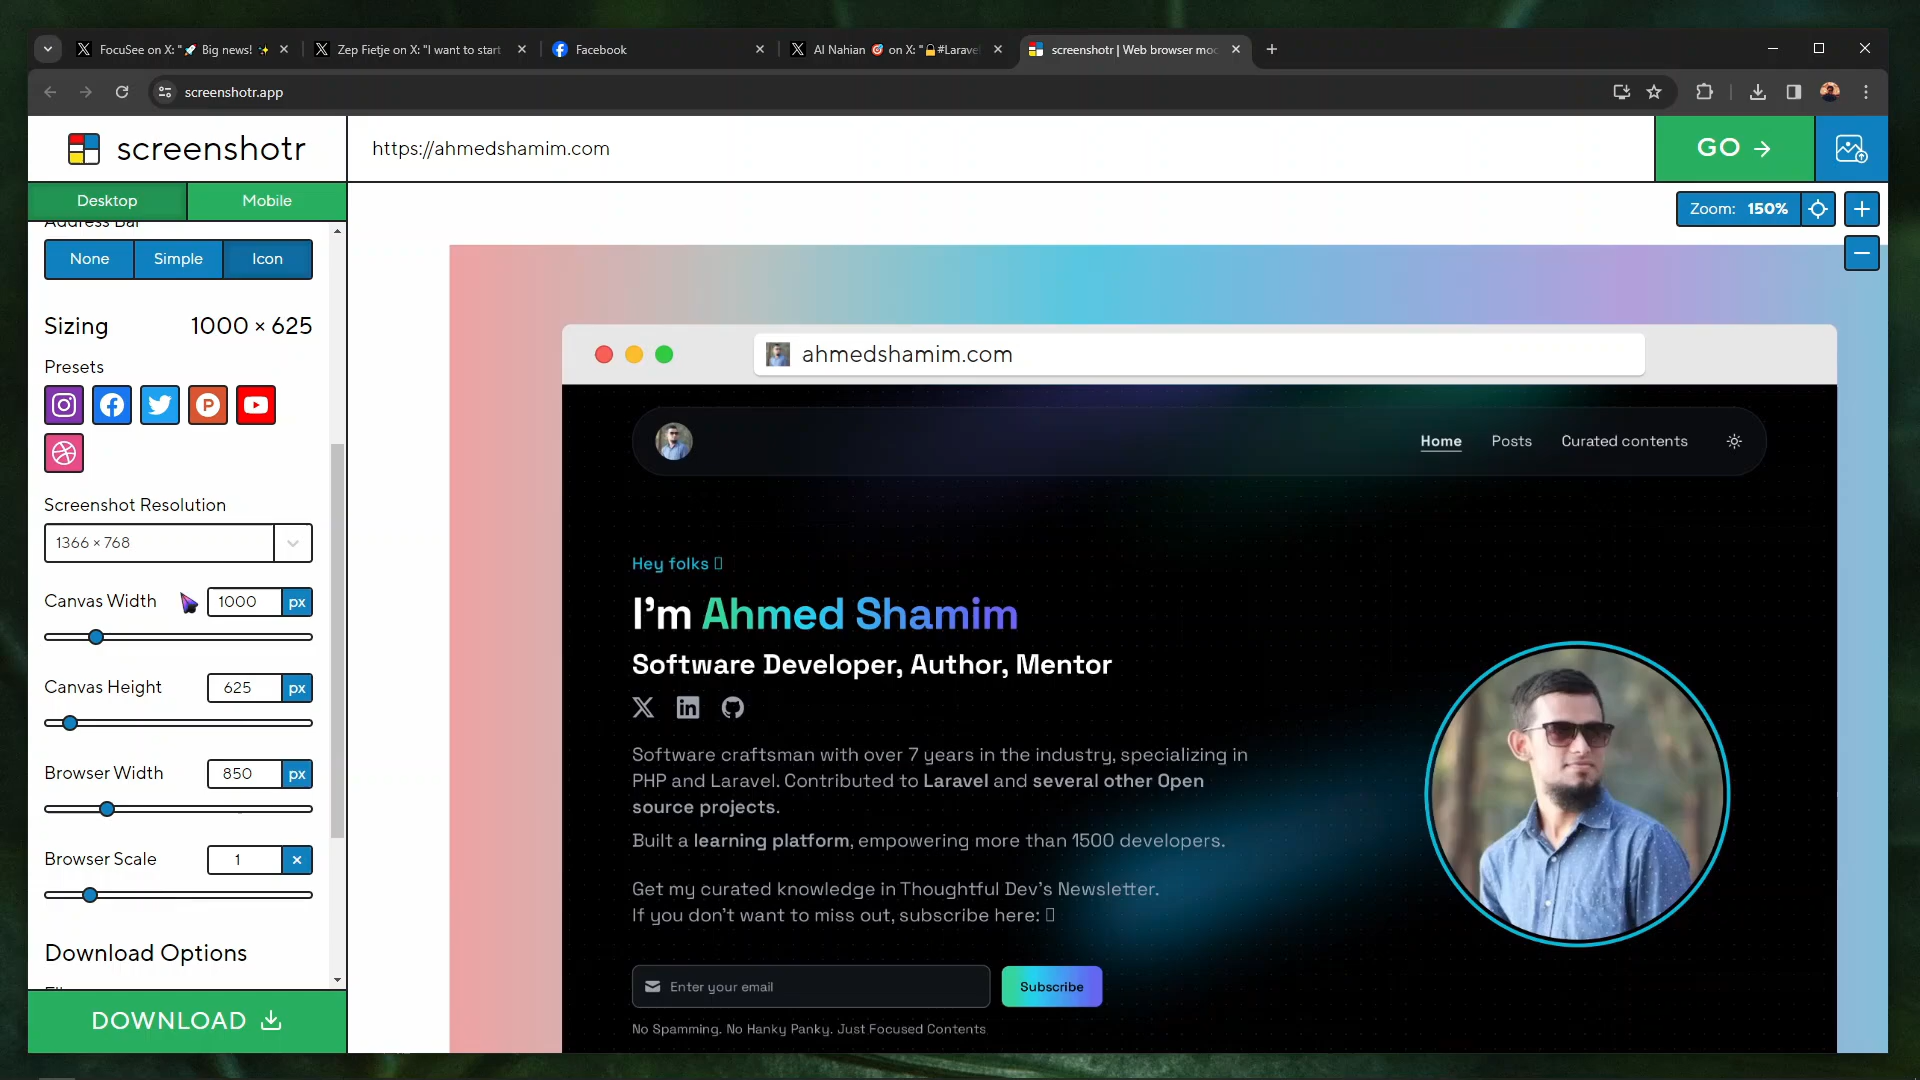 FocuSee on X: "🚀 Big news! ✨
Zep Fietje on X: "I want to start
Facebook
Al Nahian 🎯 on X: "🔒#Larave
screenshotr | Web browser moc
screenshotr.app
screenshotr
https://ahmedshamim.com
GO →
Desktop
Mobile
Zoom: 150%
Address Bar
None
Simple
Icon
Sizing
1000 × 625
Presets
Screenshot Resolution
1366 × 768
Canvas Width
1000
px
Canvas Height
625
px
Browser Width
850
px
Browser Scale
1
×
Download Options
DOWNLOAD
ahmedshamim.com
Home
Posts
Curated contents
Hey folks
I'm Ahmed Shamim
Software Developer, Author, Mentor
Software craftsman with over 7 years in the industry, specializing in
PHP and Laravel. Contributed to Laravel and several other Open
source projects.
Built a learning platform, empowering more than 1500 developers.
Get my curated knowledge in Thoughtful Dev's Newsletter.
If you don't want to miss out, subscribe here:
Enter your email
Subscribe
No Spamming. No Hanky Panky. Just Focused Contents